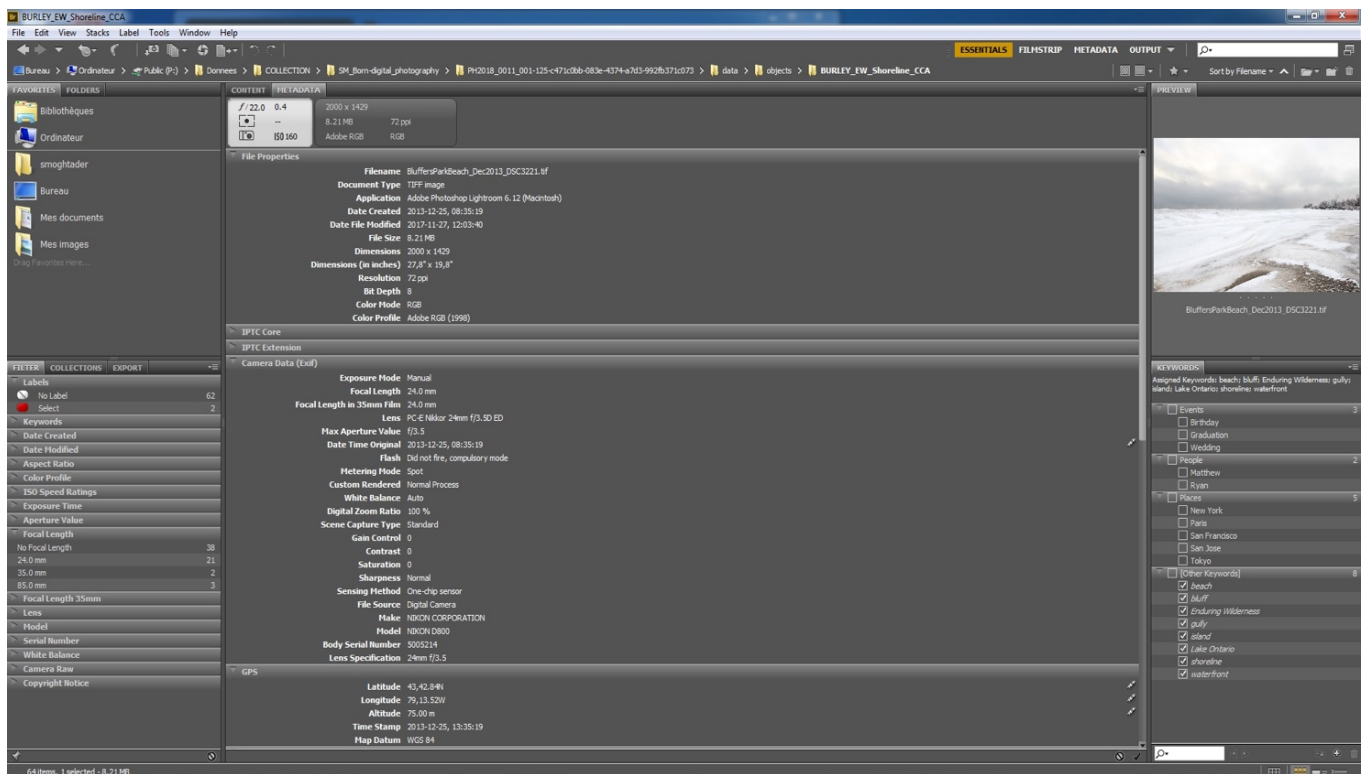 BURLEY_EW_Shoreline_CCA
File Edit View Stacks Label Tools Window Help
ESSENTIALS FILMSTRIP METADATA OUTPUT
Bureau > Ordinateur > Public (P:) > Donnees > COLLECTION > SM_Born-digital_photography > PH2018_0011_001-125-c471c0bb-083e-4374-a7d3-992fb371c073 > data > objects > BURLEY_EW_Shoreline_CCA
Sort by Filename
FAVORITES FOLDERS
Bibliothèques
Ordinateur
smoghtader
Bureau
Mes documents
Mes images
Drag Favorites Here...
FILTER COLLECTIONS EXPORT
Labels
No Label 62
Select 2
Keywords
Date Created
Date Modified
Aspect Ratio
Color Profile
ISO Speed Ratings
Exposure Time
Aperture Value
Focal Length
No Focal Length 38
24.0 mm 21
35.0 mm 2
85.0 mm 3
Focal Length 35mm
Lens
Model
Serial Number
White Balance
Camera Raw
Copyright Notice
CONTENT METADATA
f/22.0 0.4 2000 x 1429
-- 8.21 MB 72 ppi
ISO 160 Adobe RGB RGB
File Properties
Filename BluffersParkBeach_Dec2013_DSC3221.tif
Document Type TIFF image
Application Adobe Photoshop Lightroom 6.12 (Macintosh)
Date Created 2013-12-25, 08:35:19
Date File Modified 2017-11-27, 12:03:40
File Size 8.21 MB
Dimensions 2000 x 1429
Dimensions (in inches) 27,8" x 19,8"
Resolution 72 ppi
Bit Depth 8
Color Mode RGB
Color Profile Adobe RGB (1998)
IPTC Core
IPTC Extension
Camera Data (Exif)
Exposure Mode Manual
Focal Length 24.0 mm
Focal Length in 35mm Film 24.0 mm
Lens PC-E Nikkor 24mm f/3.5D ED
Max Aperture Value f/3.5
Date Time Original 2013-12-25, 08:35:19
Flash Did not fire, compulsory mode
Metering Mode Spot
Custom Rendered Normal Process
White Balance Auto
Digital Zoom Ratio 100 %
Scene Capture Type Standard
Gain Control 0
Contrast 0
Saturation 0
Sharpness Normal
Sensing Method One-chip sensor
File Source Digital Camera
Make NIKON CORPORATION
Model NIKON D800
Body Serial Number 5005214
Lens Specification 24mm f/3.5
GPS
Latitude 43,42.84N
Longitude 79,13.52W
Altitude 75.00 m
Time Stamp 2013-12-25, 13:35:19
Map Datum WGS 84
PREVIEW
BluffersParkBeach_Dec2013_DSC3221.tif
KEYWORDS
Assigned Keywords: beach; bluff; Enduring Wilderness; gully;
island; Lake Ontario; shoreline; waterfront
Events 3
Birthday
Graduation
Wedding
People 2
Matthew
Ryan
Places 5
New York
Paris
San Francisco
San Jose
Tokyo
[Other Keywords] 8
beach
bluff
Enduring Wilderness
gully
island
Lake Ontario
shoreline
waterfront
64 items, 1 selected - 8.21 MB